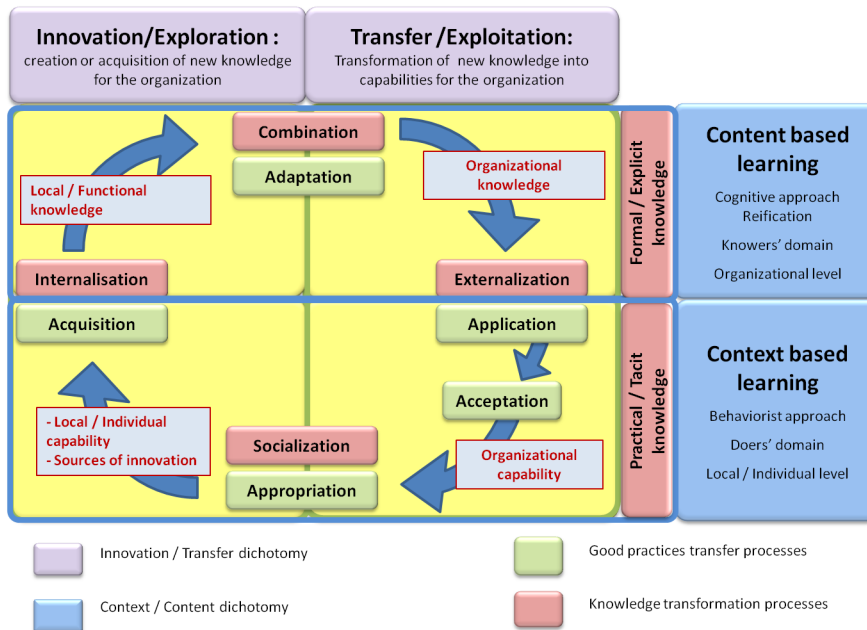 Innovation/Exploration :
creation or acquisition of new knowledge
for the organization
Transfer /Exploitation:
Transformation of new knowledge into
capabilities for the organization
Combination
Adaptation
Local / Functional
knowledge
Organizational
knowledge
Internalisation
Externalization
Formal / Explicit
knowledge
Content based
learning
Cognitive approach
Reification
Knowers’ domain
Organizational level
Acquisition
Application
Acceptation
- Local / Individual
capability
- Sources of innovation
Socialization
Appropriation
Organizational
capability
Practical / Tacit
knowledge
Context based
learning
Behaviorist approach
Doers’ domain
Local / Individual level
Innovation / Transfer dichotomy
Good practices transfer processes
Context / Content dichotomy
Knowledge transformation processes